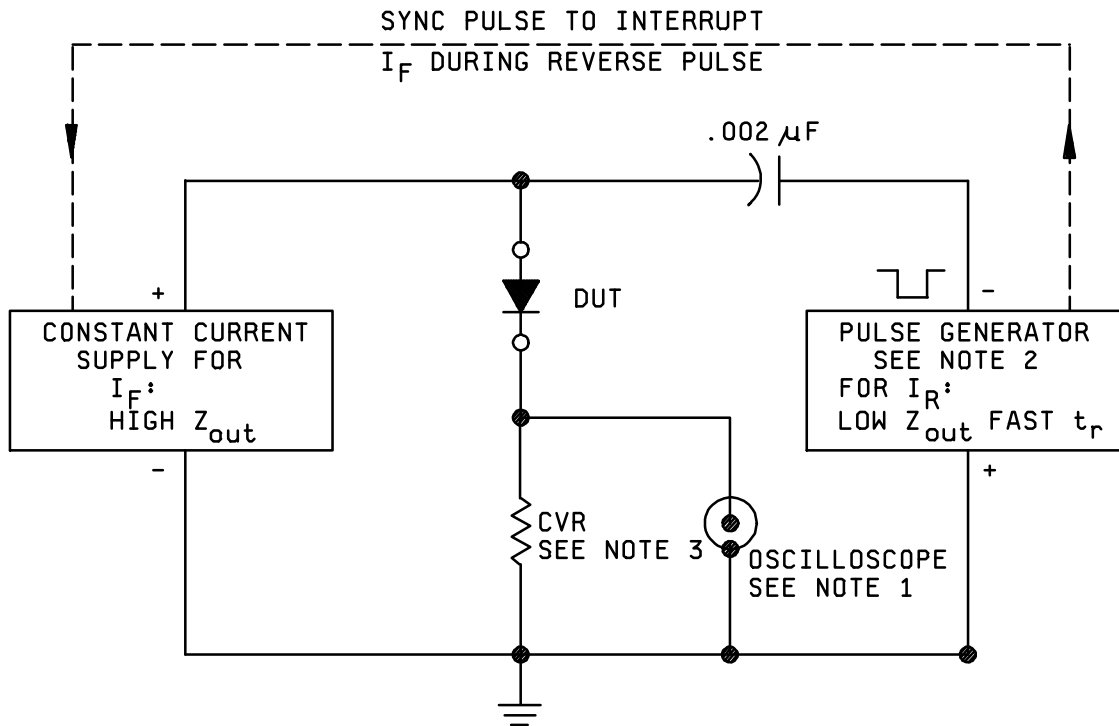 SYNC PULSE TO INTERRUPT
I_F DURING REVERSE PULSE
.002 µF
+
DUT
-
CONSTANT CURRENT
SUPPLY FOR
I_F:
HIGH Z_out
PULSE GENERATOR
SEE NOTE 2
FOR I_R:
LOW Z_out FAST t_r
-
+
CVR
SEE NOTE 3
OSCILLOSCOPE
SEE NOTE 1